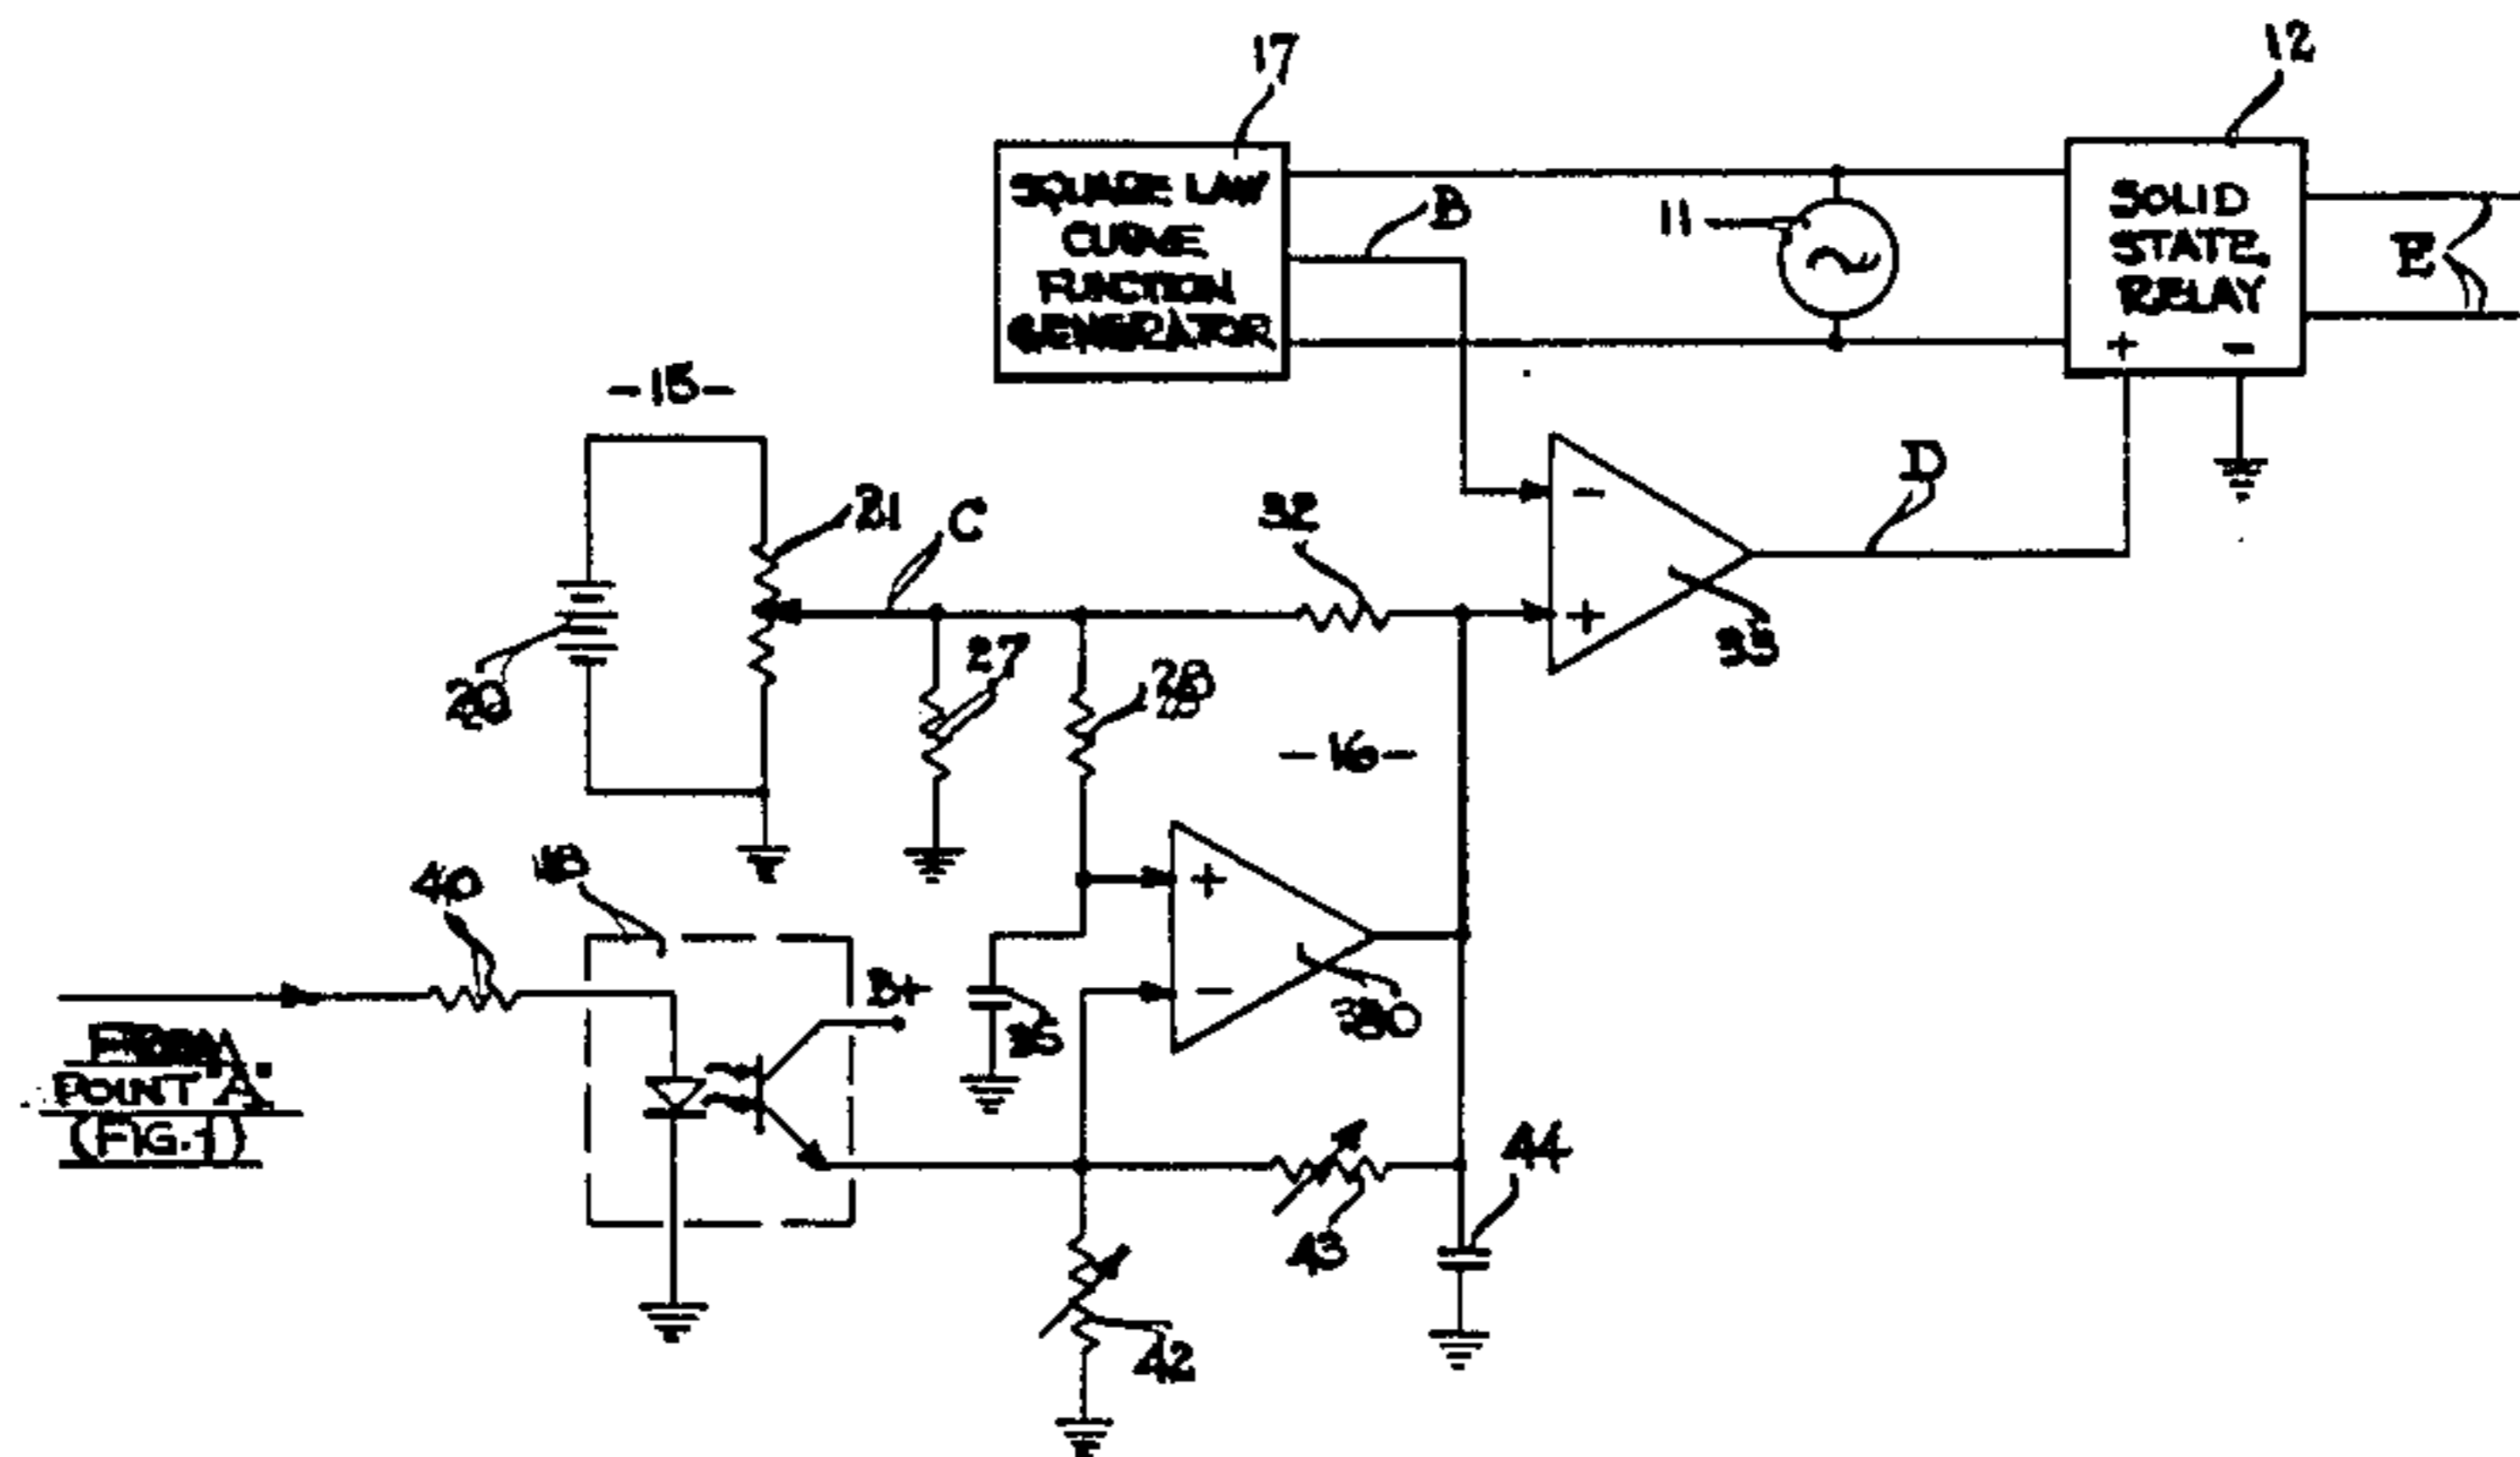 17
12
SQUARE LAW
CURVE
FUNCTION
GENERATOR
B
11
SOLID
STATE
RELAY
+ -
E
-15-
21
C
32
-
+
D
33
20
27
28
-16-
40
18
+
-
30
B+
FROM
POINT "A"
(FIG.1)
44
43
42